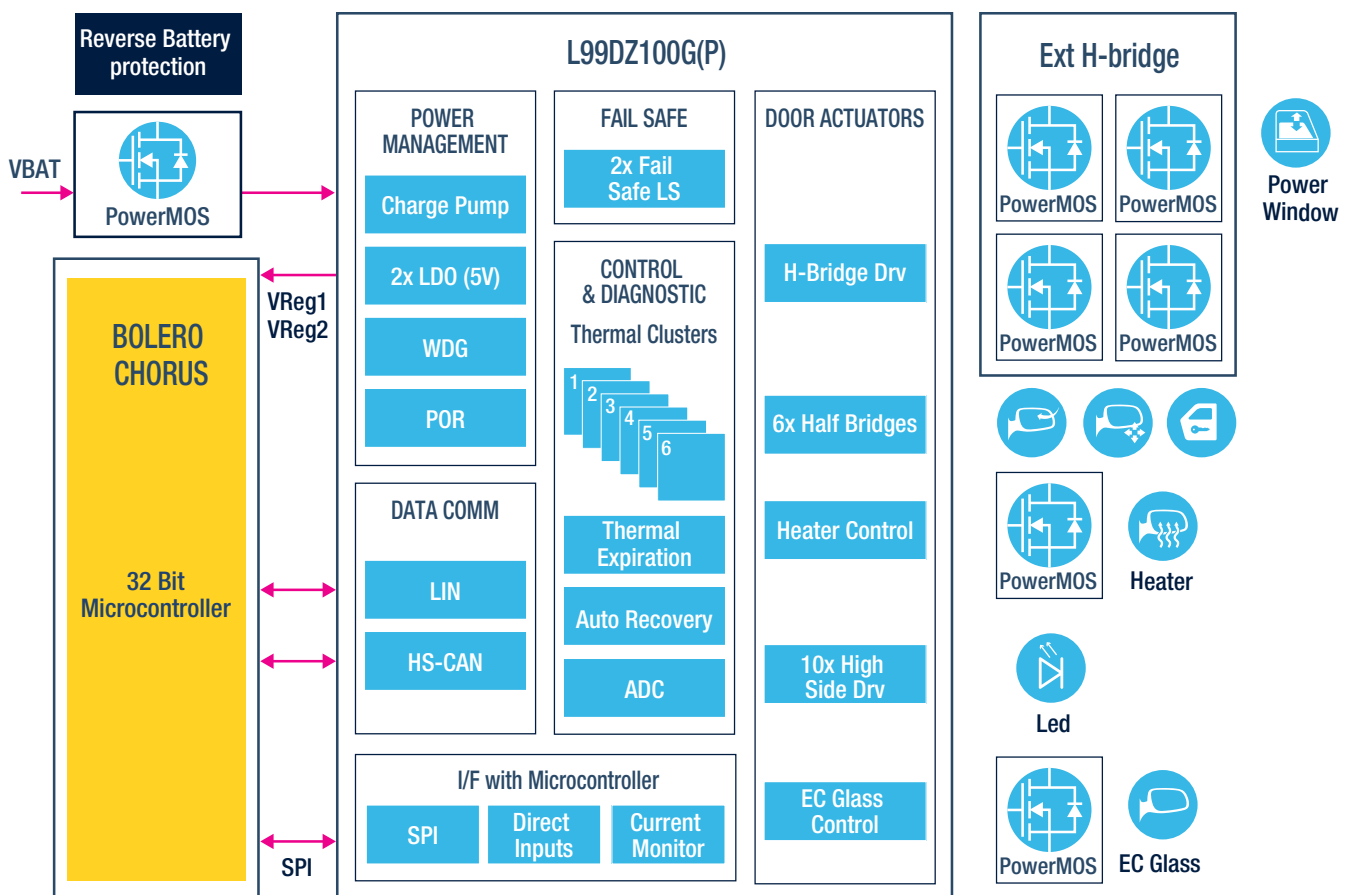 Reverse Battery
protection
VBAT
PowerMOS
BOLERO
CHORUS
32 Bit
Microcontroller
VReg1
VReg2
SPI
L99DZ100G(P)
POWER
MANAGEMENT
Charge Pump
2x LDO (5V)
WDG
POR
DATA COMM
LIN
HS-CAN
FAIL SAFE
2x Fail
Safe LS
CONTROL
& DIAGNOSTIC
Thermal Clusters
1
2
3
4
5
6
Thermal
Expiration
Auto Recovery
ADC
I/F with Microcontroller
SPI
Direct
Inputs
Current
Monitor
DOOR ACTUATORS
H-Bridge Drv
6x Half Bridges
Heater Control
10x High
Side Drv
EC Glass
Control
Ext H-bridge
PowerMOS
PowerMOS
PowerMOS
PowerMOS
Power
Window
PowerMOS
Heater
Led
PowerMOS
EC Glass